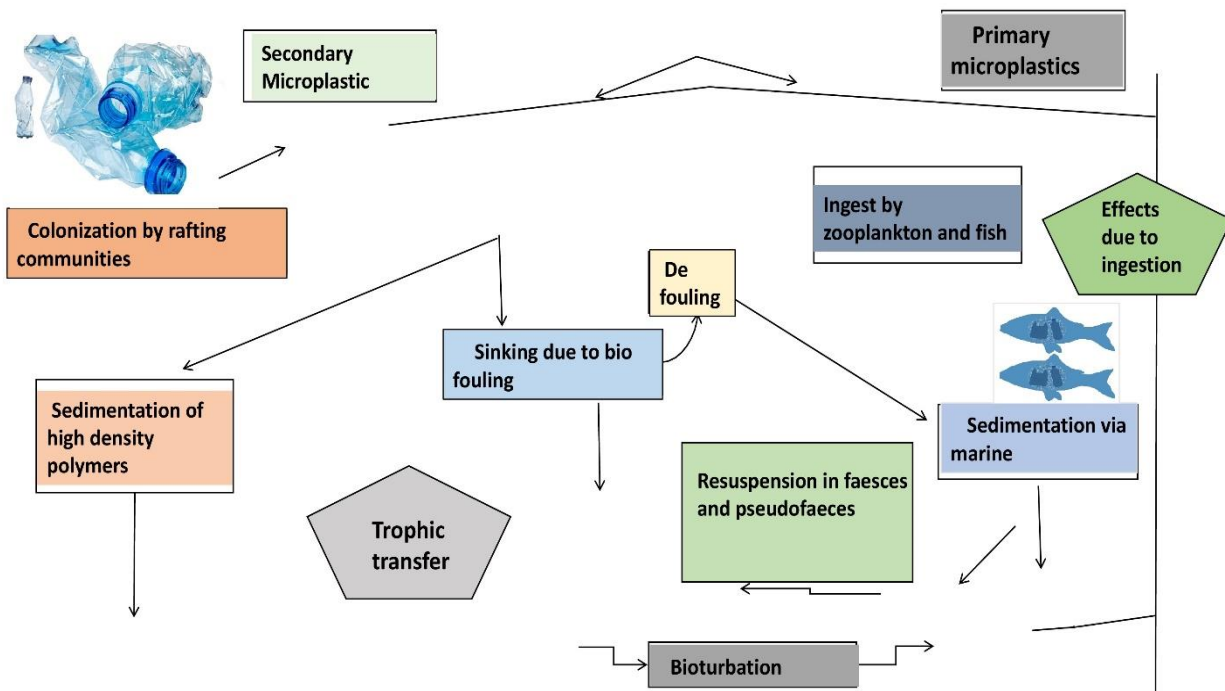 Secondary
Microplastic
Primary
microplastics
Colonization by rafting
communities
Ingest by
zooplankton and fish
Effects
due to
ingestion
De
fouling
Sinking due to bio
fouling
Sedimentation of
high density
polymers
Sedimentation via
marine
Resuspension in faesces
and pseudofaeces
Trophic
transfer
Bioturbation